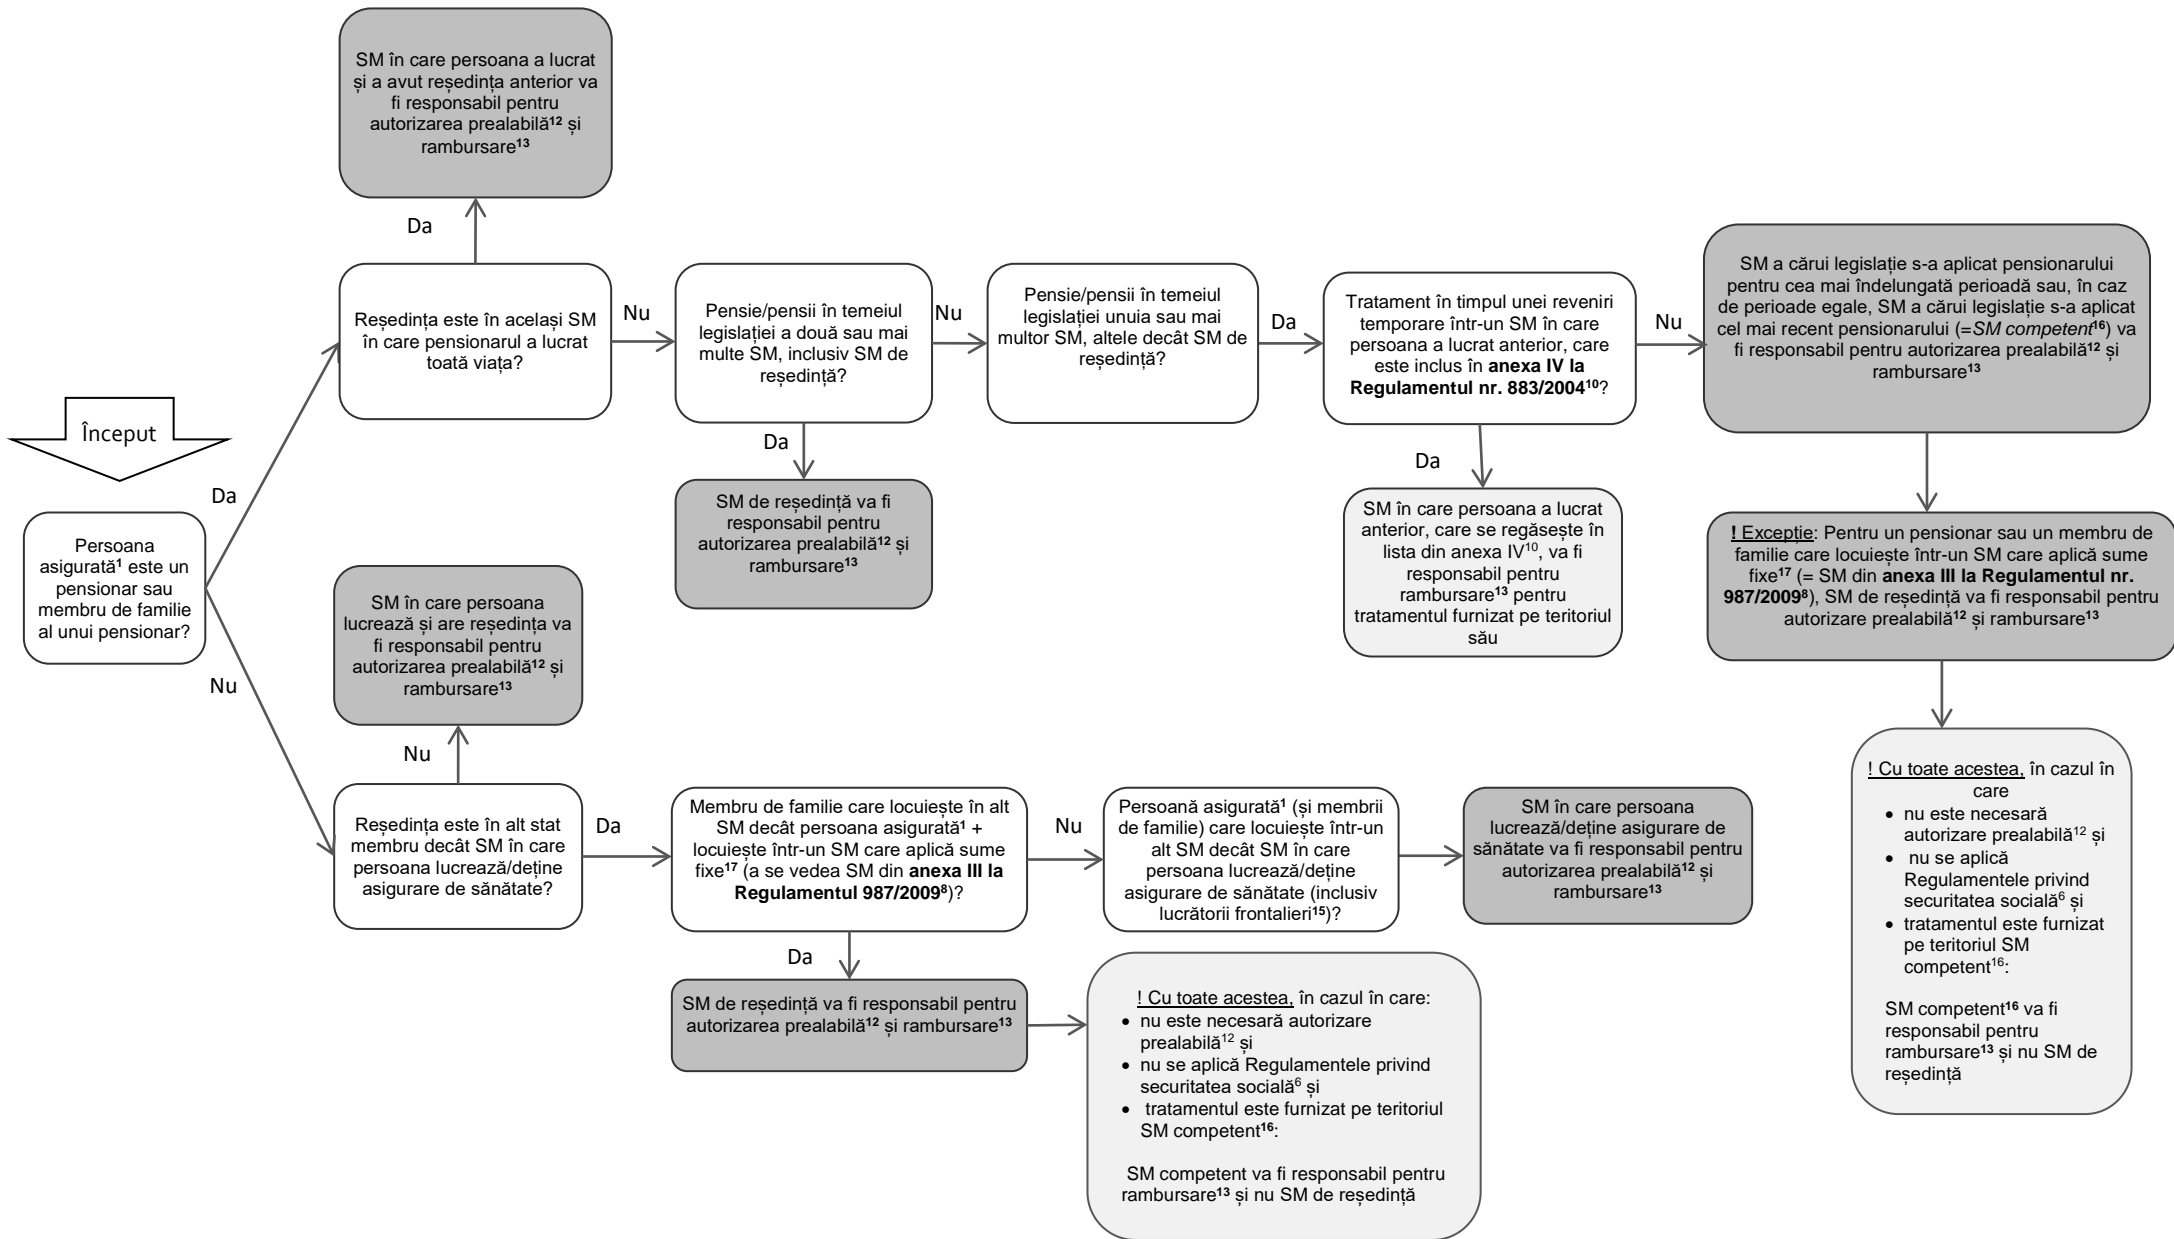 SM în care persoana a lucrat
și a avut reședința anterior va
fi responsabil pentru
autorizarea prealabilă¹² și
rambursare¹³
Da
Reședința este în același SM
în care pensionarul a lucrat
toată viața?
Nu
Pensie/pensii în temeiul
legislației a două sau mai
multe SM, inclusiv SM de
reședință?
Nu
Pensie/pensii în temeiul
legislației unuia sau mai
multor SM, altele decât SM de
reședință?
Da
Tratament în timpul unei reveniri
temporare într-un SM în care
persoana a lucrat anterior, care
este inclus în anexa IV la
Regulamentul nr. 883/2004¹⁰?
Nu
SM a cărui legislație s-a aplicat pensionarului
pentru cea mai îndelungată perioadă sau, în caz
de perioade egale, SM a cărui legislație s-a aplicat
cel mai recent pensionarului (=SM competent¹⁶) va
fi responsabil pentru autorizarea prealabilă¹² și
rambursare¹³
Început
Da
Da
Da
SM de reședință va fi
responsabil pentru
autorizarea prealabilă¹² și
rambursare¹³
SM în care persoana a lucrat
anterior, care se regăsește în
lista din anexa IV¹⁰, va fi
responsabil pentru
rambursare¹³ pentru
tratamentul furnizat pe teritoriul
său
! Excepție: Pentru un pensionar sau un membru de
familie care locuiește într-un SM care aplică sume
fixe¹⁷ (= SM din anexa III la Regulamentul nr.
987/2009⁸), SM de reședință va fi responsabil pentru
autorizare prealabilă¹² și rambursare¹³
Persoana
asigurată¹ este un
pensionar sau
membru de familie
al unui pensionar?
Nu
SM în care persoana
lucrează și are reședința va
fi responsabil pentru
autorizarea prealabilă¹² și
rambursare¹³
Nu
Reședința este în alt stat
membru decât SM în care
persoana lucrează/deține
asigurare de sănătate?
Da
Membru de familie care locuiește în alt
SM decât persoana asigurată¹ +
locuiește într-un SM care aplică sume
fixe¹⁷ (a se vedea SM din anexa III la
Regulamentul 987/2009⁸)?
Nu
Persoană asigurată¹ (și membrii
de familie) care locuiește într-un
alt SM decât SM în care
persoana lucrează/deține
asigurare de sănătate (inclusiv
lucrătorii frontalieri¹⁵)?
SM în care persoana
lucrează/deține asigurare de
sănătate va fi responsabil pentru
autorizarea prealabilă¹² și
rambursare¹³
Da
SM de reședință va fi responsabil pentru
autorizarea prealabilă¹² și rambursare¹³
! Cu toate acestea, în cazul în care:
• nu este necesară autorizare
prealabilă¹² și
• nu se aplică Regulamentele privind
securitatea socială⁶ și
• tratamentul este furnizat pe teritoriul
SM competent¹⁶:
SM competent va fi responsabil pentru
rambursare¹³ și nu SM de reședință
! Cu toate acestea, în cazul în
care
• nu este necesară
autorizare prealabilă¹² și
• nu se aplică
Regulamentele privind
securitatea socială⁶ și
• tratamentul este furnizat
pe teritoriul SM
competent¹⁶:
SM competent¹⁶ va fi
responsabil pentru
rambursare¹³ și nu SM de
reședință